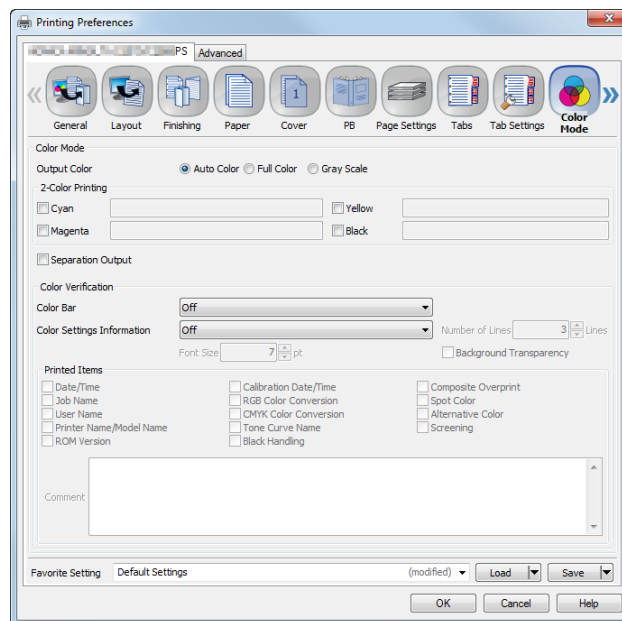 Printing Preferences
PS Advanced
General Layout Finishing Paper Cover PB Page Settings Tabs Tab Settings Color Mode
1
Color Mode
Output Color Auto Color Full Color Gray Scale
2-Color Printing
Cyan Yellow
Magenta Black
Separation Output
Color Verification
Color Bar Off
Color Settings Information Off Number of Lines 3 Lines
Font Size 7 pt Background Transparency
Printed Items
Date/Time Calibration Date/Time Composite Overprint
Job Name RGB Color Conversion Spot Color
User Name CMYK Color Conversion Alternative Color
Printer Name/Model Name Tone Curve Name Screening
ROM Version Black Handling
Comment
Favorite Setting Default Settings (modified) Load Save
OK Cancel Help